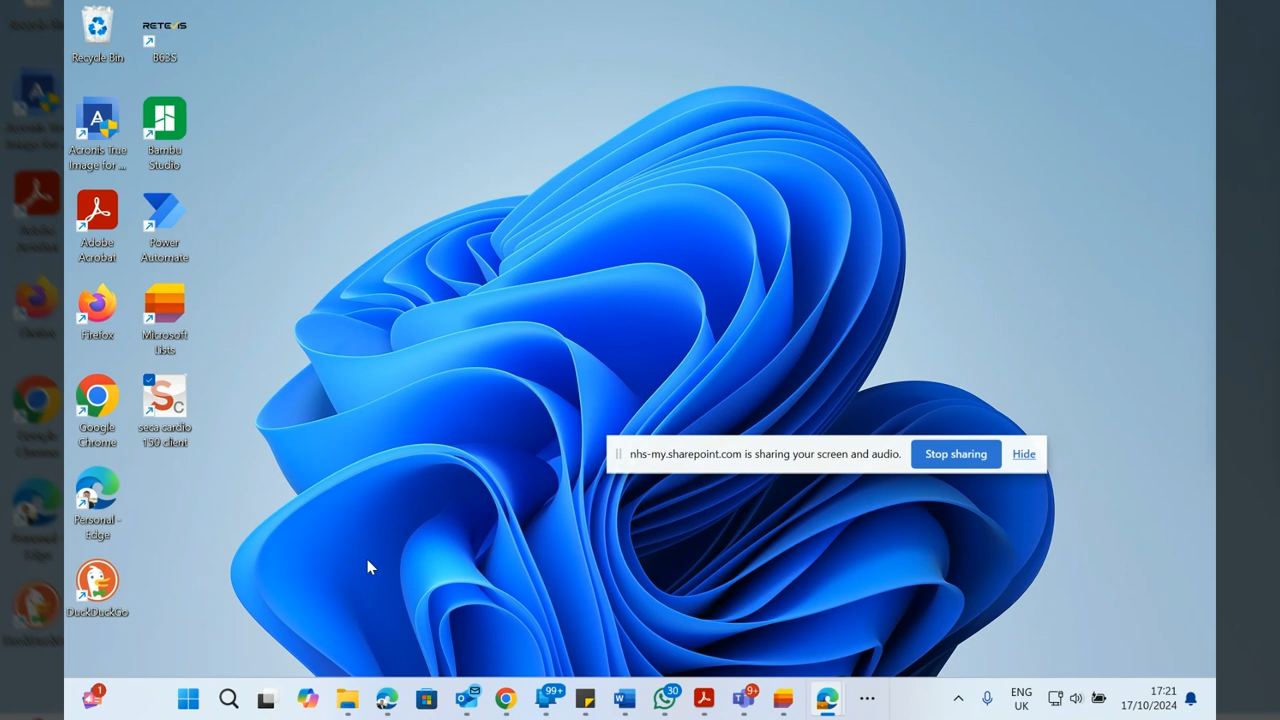 Recycle Bin
RETEVIS
B63S
Acronis True
Image for ...
Bambu
Studio
Adobe
Acrobat
Power
Automate
Firefox
Microsoft
Lists
Google
Chrome
seca cardio
150 client
Personal -
Edge
DuckDuckGo
nhs-my.sharepoint.com is sharing your screen and audio.
Stop sharing
Hide
1
99+
30
9+
ENG
UK
17:21
17/10/2024